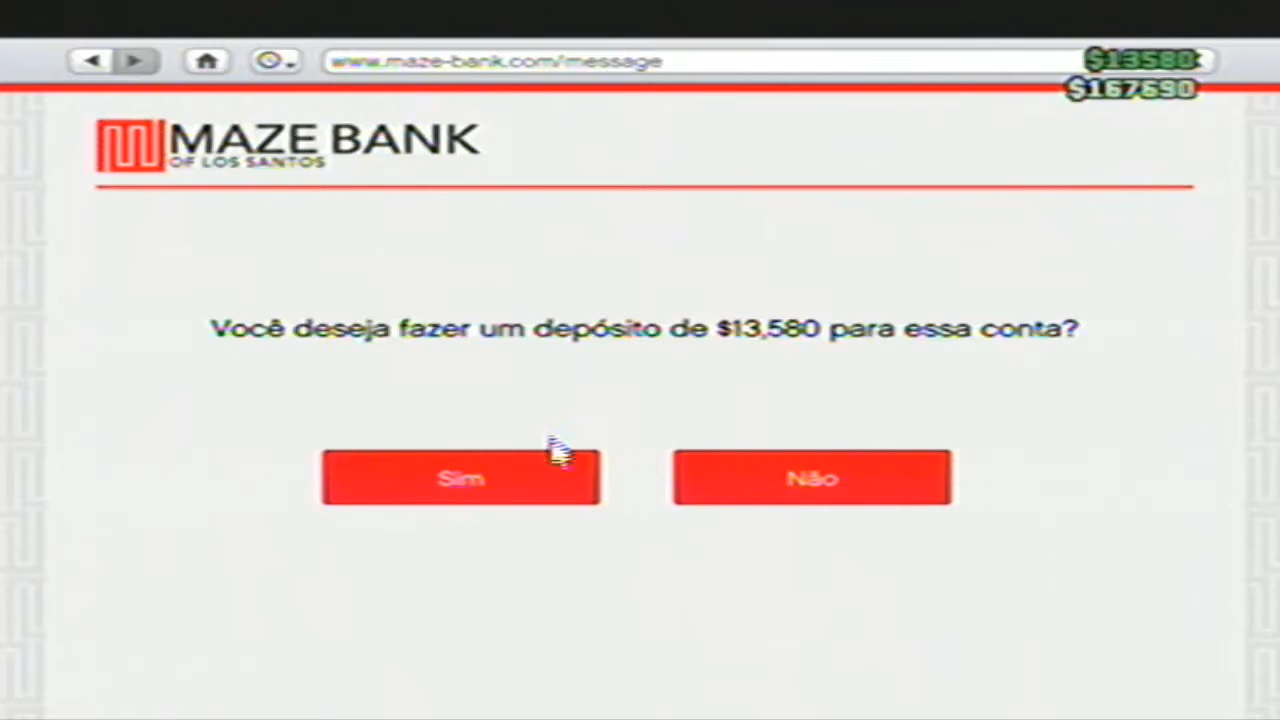 www.maze-bank.com/message
$13580
$167690
MAZE BANK
OF LOS SANTOS
Você deseja fazer um depósito de $13,580 para essa conta?
Sim
Não